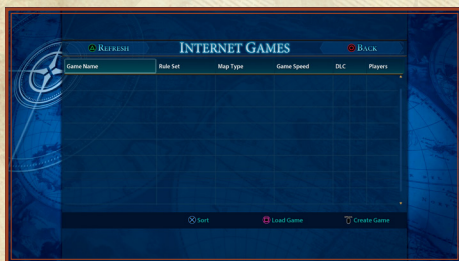 Refresh Internet Games Back
Game Name Rule Set Map Type Game Speed DLC Players
Sort Load Game Create Game